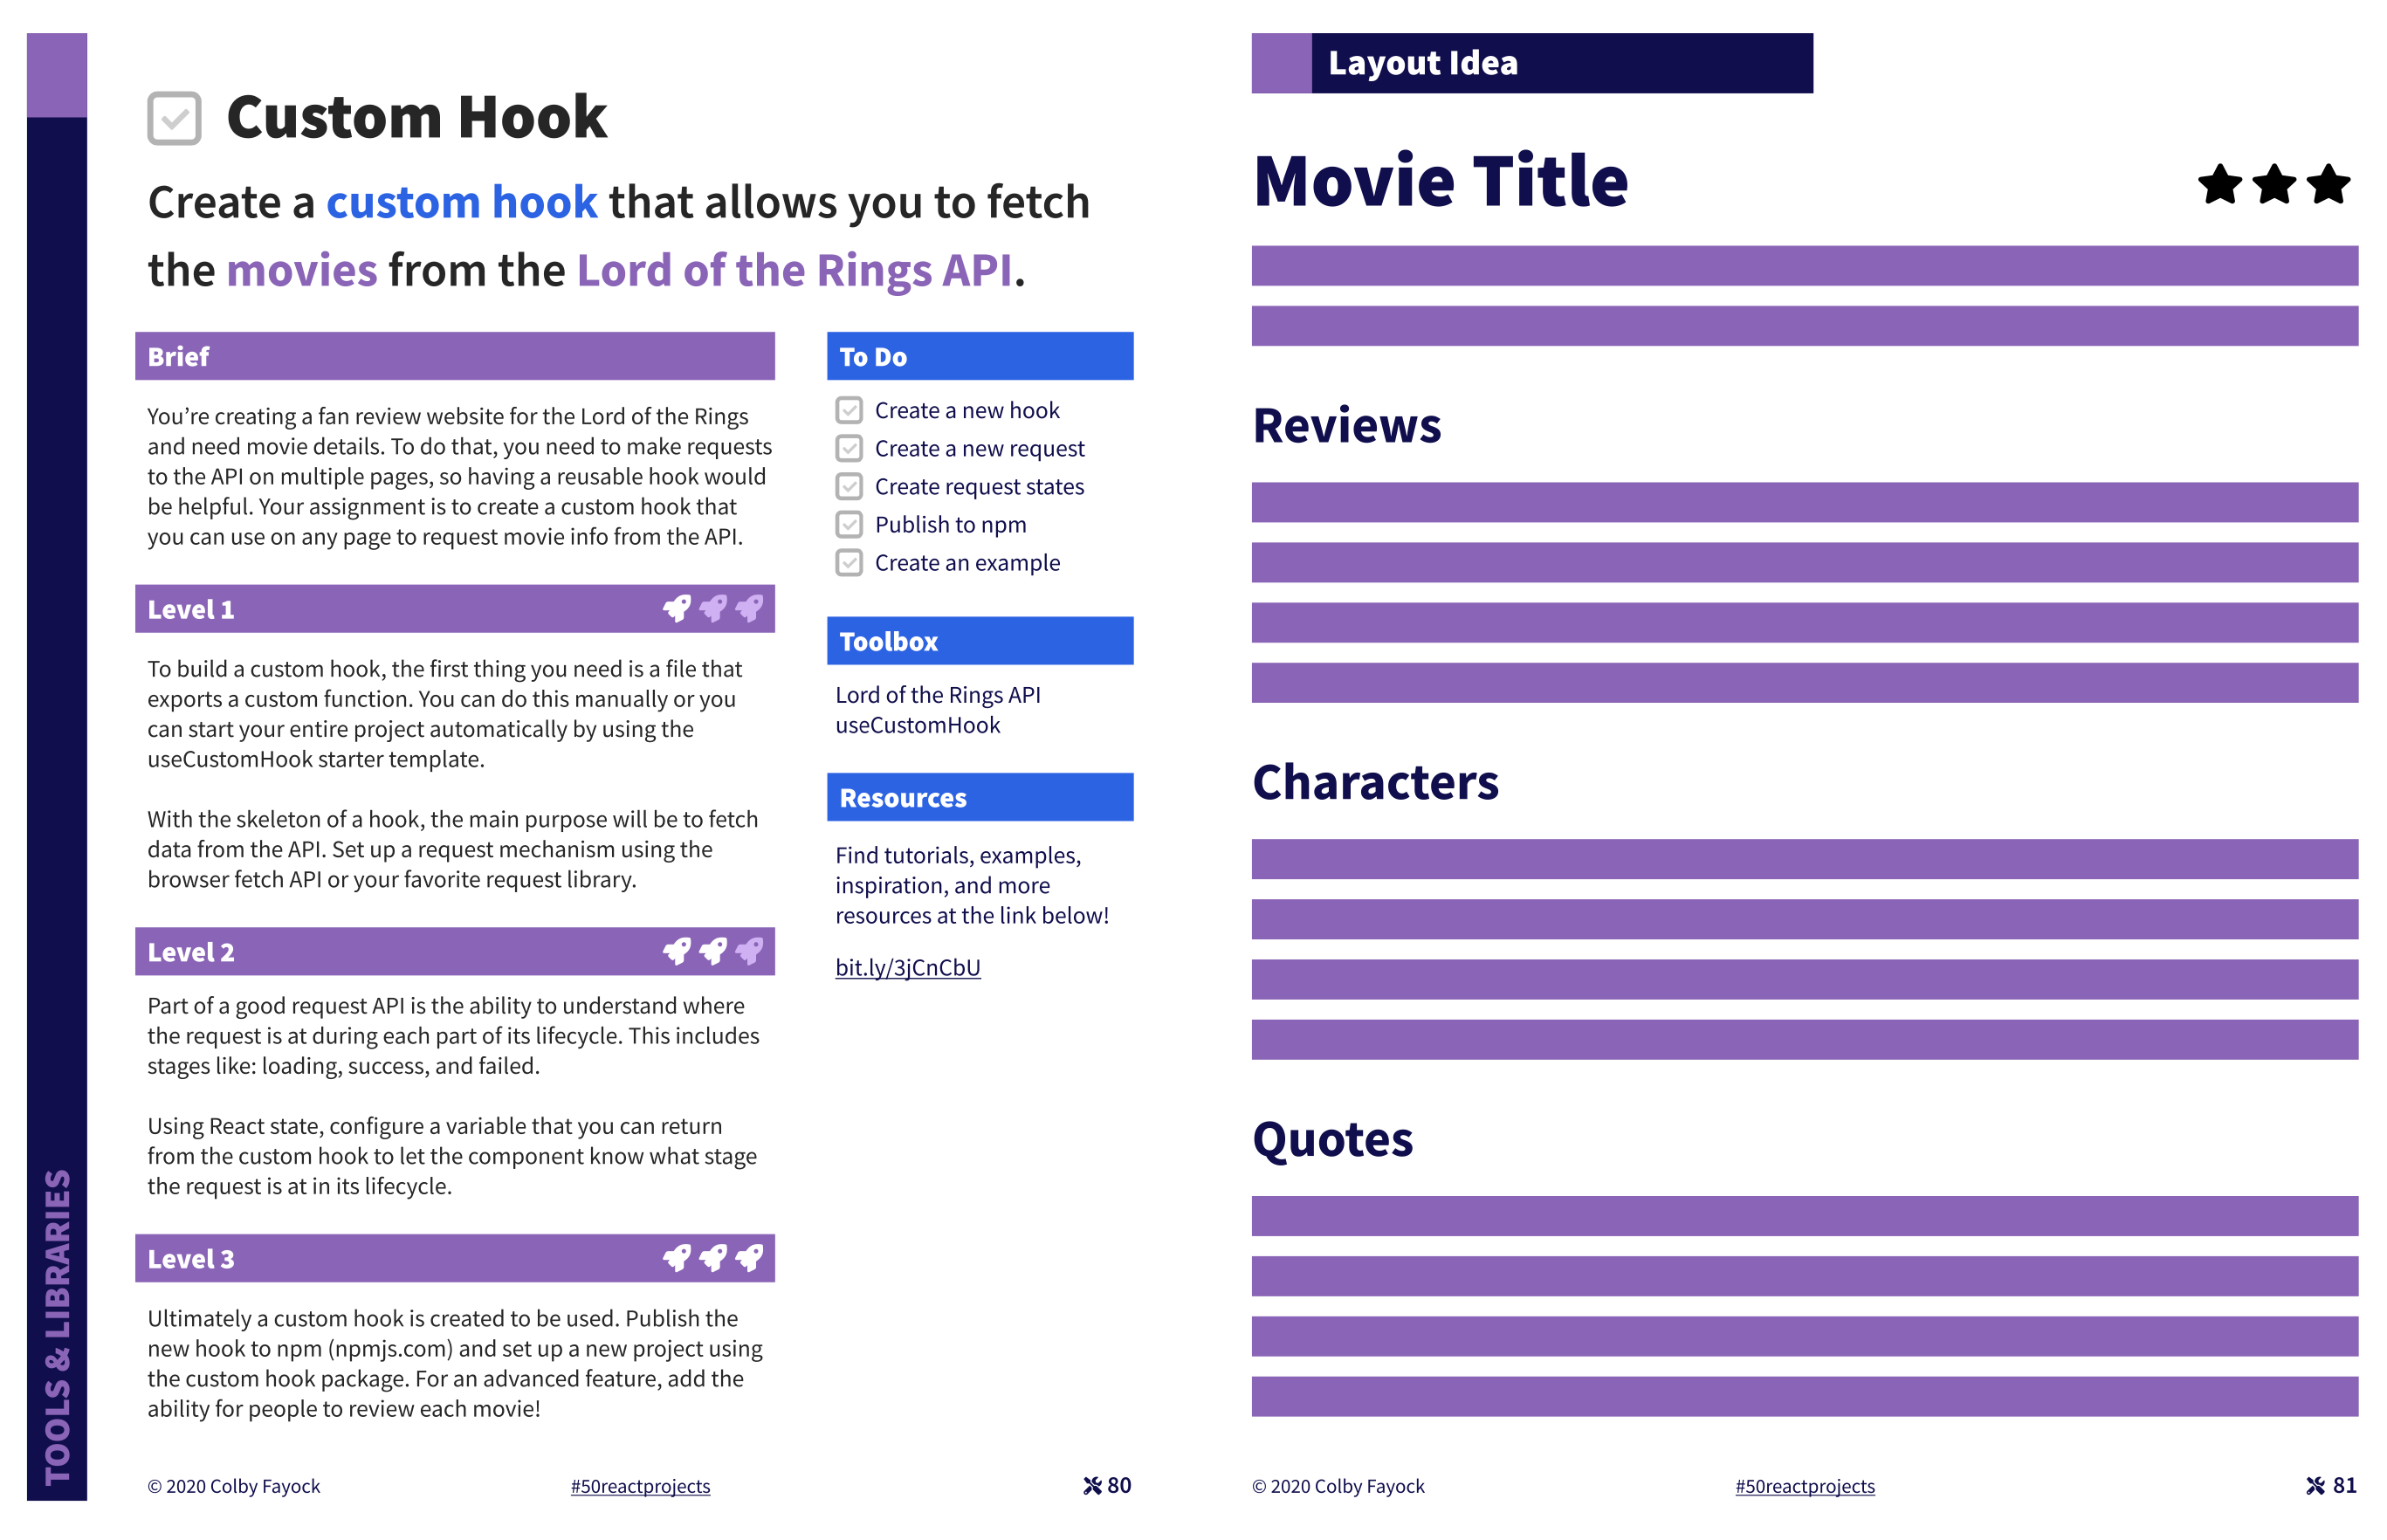 Custom Hook
Create a custom hook that allows you to fetch
the movies from the Lord of the Rings API.
Brief
You’re creating a fan review website for the Lord of the Rings
and need movie details. To do that, you need to make requests
to the API on multiple pages, so having a reusable hook would
be helpful. Your assignment is to create a custom hook that
you can use on any page to request movie info from the API.
Level 1
To build a custom hook, the first thing you need is a file that
exports a custom function. You can do this manually or you
can start your entire project automatically by using the
useCustomHook starter template.
With the skeleton of a hook, the main purpose will be to fetch
data from the API. Set up a request mechanism using the
browser fetch API or your favorite request library.
Level 2
Part of a good request API is the ability to understand where
the request is at during each part of its lifecycle. This includes
stages like: loading, success, and failed.
Using React state, configure a variable that you can return
from the custom hook to let the component know what stage
the request is at in its lifecycle.
Level 3
Ultimately a custom hook is created to be used. Publish the
new hook to npm (npmjs.com) and set up a new project using
the custom hook package. For an advanced feature, add the
ability for people to review each movie!
To Do
Create a new hook
Create a new request
Create request states
Publish to npm
Create an example
Toolbox
Lord of the Rings API
useCustomHook
Resources
Find tutorials, examples,
inspiration, and more
resources at the link below!
bit.ly/3jCnCbU
TOOLS & LIBRARIES
© 2020 Colby Fayock
#50reactprojects
80
Layout Idea
Movie Title
Reviews
Characters
Quotes
© 2020 Colby Fayock
#50reactprojects
81